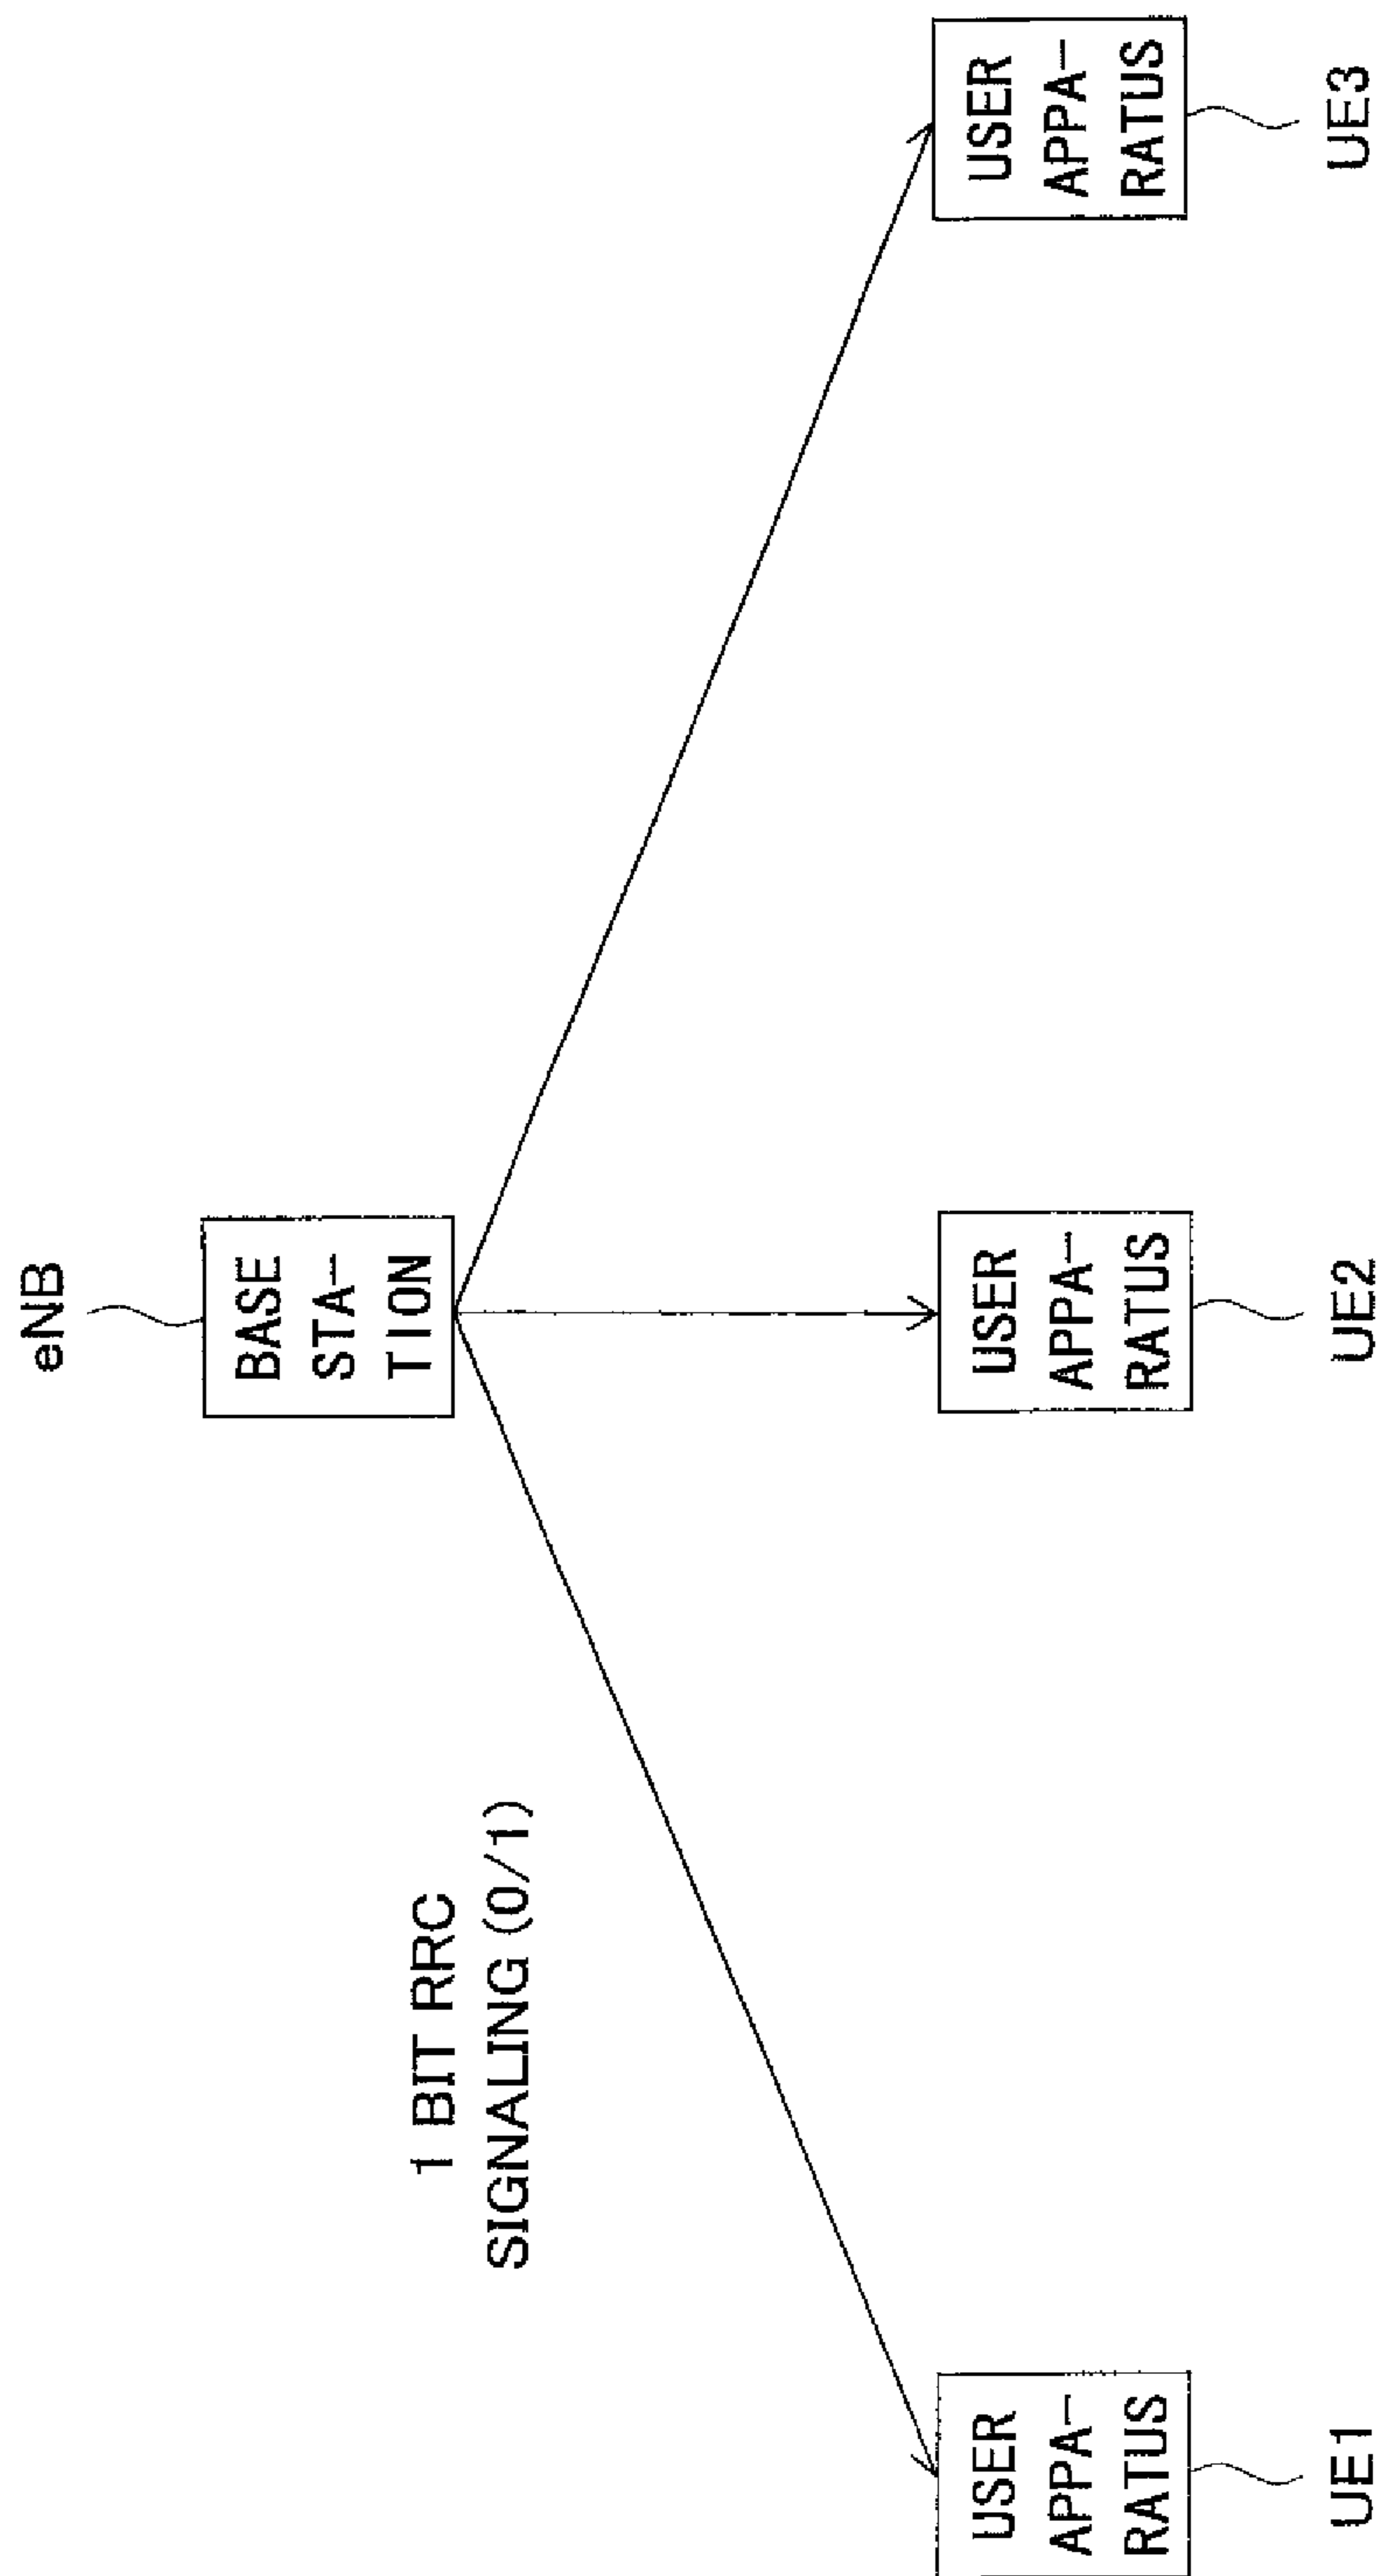 eNB
BASE
STA-
TION
1 BIT RRC
SIGNALING (0/1)
USER
APPA-
RATUS
UE1
USER
APPA-
RATUS
UE2
USER
APPA-
RATUS
UE3